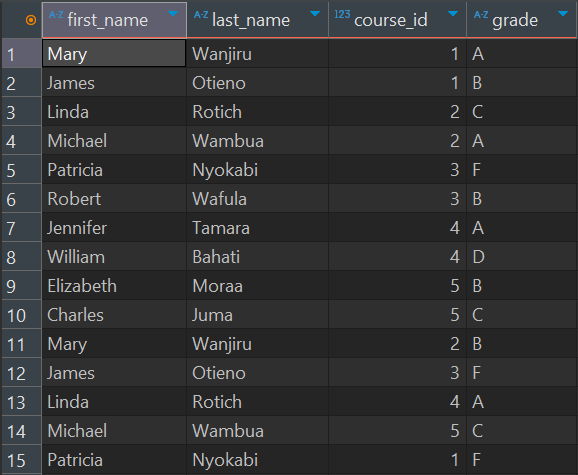 A-Z first_name A-Z last_name 123 course_id A-Z grade
1 Mary Wanjiru 1 A
2 James Otieno 1 B
3 Linda Rotich 2 C
4 Michael Wambua 2 A
5 Patricia Nyokabi 3 F
6 Robert Wafula 3 B
7 Jennifer Tamara 4 A
8 William Bahati 4 D
9 Elizabeth Moraa 5 B
10 Charles Juma 5 C
11 Mary Wanjiru 2 B
12 James Otieno 3 F
13 Linda Rotich 4 A
14 Michael Wambua 5 C
15 Patricia Nyokabi 1 F